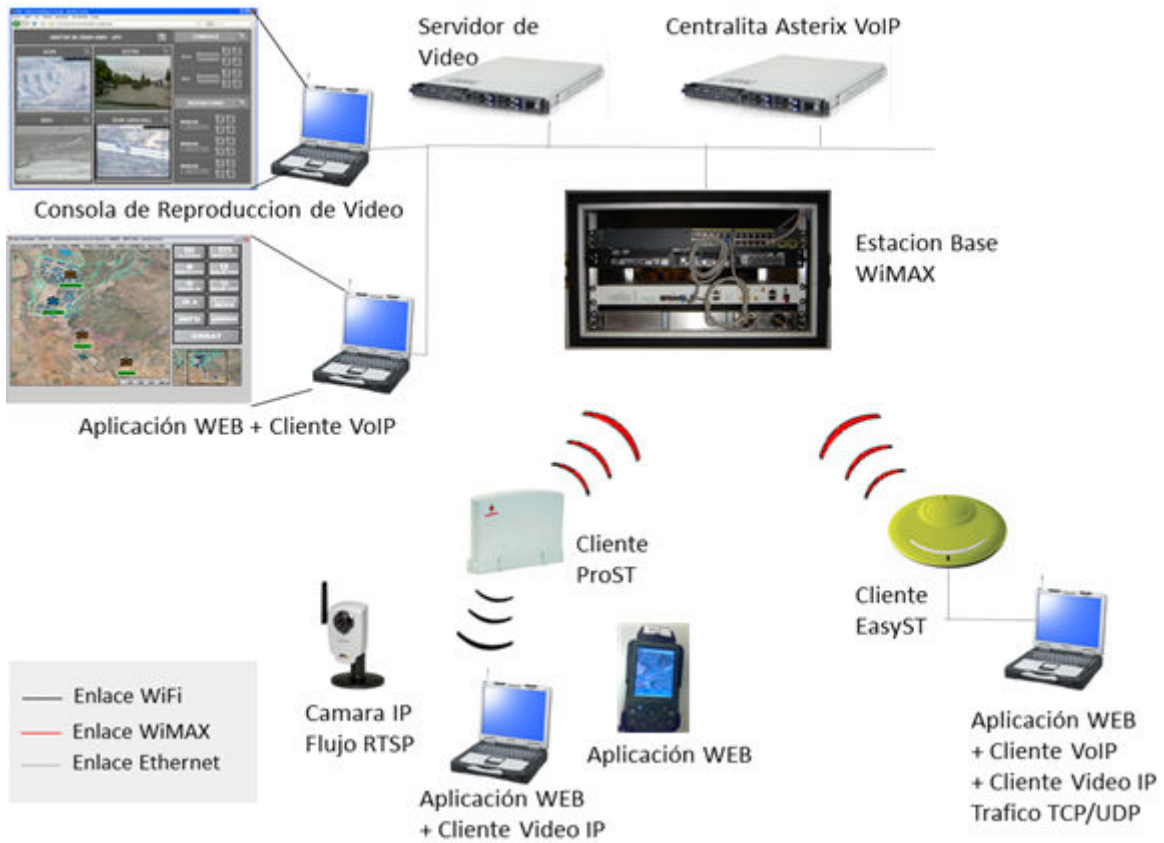 Servidor de
Video
Centralita Asterix VoIP
Consola de Reproduccion de Video
Estacion Base
WiMAX
Aplicación WEB + Cliente VoIP
Cliente
ProST
Cliente
EasyST
Enlace WiFi
Enlace WiMAX
Enlace Ethernet
Camara IP
Flujo RTSP
Aplicación WEB
Aplicación WEB
+ Cliente Video IP
Aplicación WEB
+ Cliente VoIP
+ Cliente Video IP
Trafico TCP/UDP